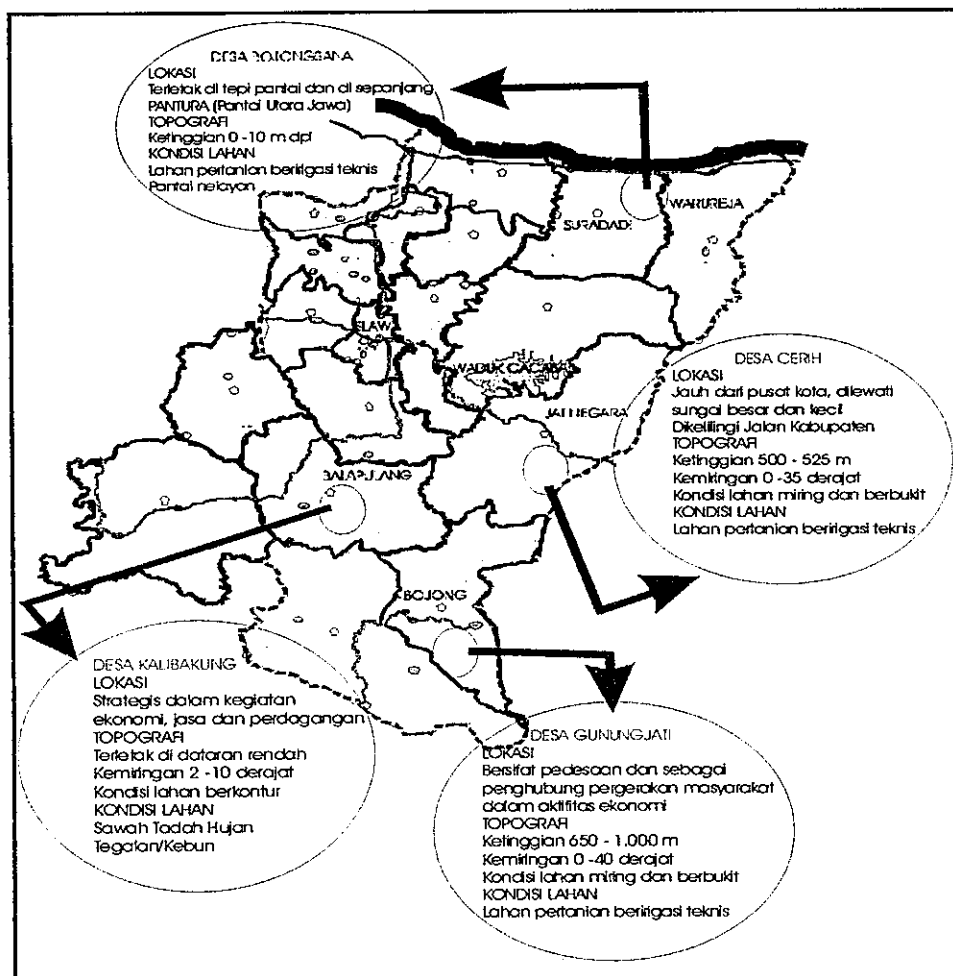 DESA BOJONGSANA
LOKASI
Terletak di tepi pantai dan di sepanjang
PANTURA (Pantai Utara Jawa)
TOPOGRAFI
Ketinggian 0 -10 m dpl
KONDISI LAHAN
Lahan pertanian beririgasi teknis
Pantai nelayan
SURADADI
WARUREJA
SLAWI
WADUK CACABAN
JATINEGARA
BALAPULANG
BOJONG
DESA CERIH
LOKASI
Jauh dari pusat kota, dilewati
sungai besar dan kecil
Dikelilingi Jalan Kabupaten
TOPOGRAFI
Ketinggian 500 - 525 m
Kemiringan 0 -35 derajat
Kondisi lahan miring dan berbukit
KONDISI LAHAN
Lahan pertanian beririgasi teknis
DESA KALIBAKUNG
LOKASI
Strategis dalam kegiatan
ekonomi, jasa dan perdagangan
TOPOGRAFI
Terletak di dataran rendah
Kemiringan 2 -10 derajat
Kondisi lahan berkontur
KONDISI LAHAN
Sawah Tadah Hujan
Tegalan/Kebun
DESA GUNUNGJATI
LOKASI
Bersifat pedesaan dan sebagai
penghubung pergerakan masyarakat
dalam aktifitas ekonomi
TOPOGRAFI
Ketinggian 650 - 1.000 m
Kemiringan 0 -40 derajat
Kondisi lahan miring dan berbukit
KONDISI LAHAN
Lahan pertanian beririgasi teknis